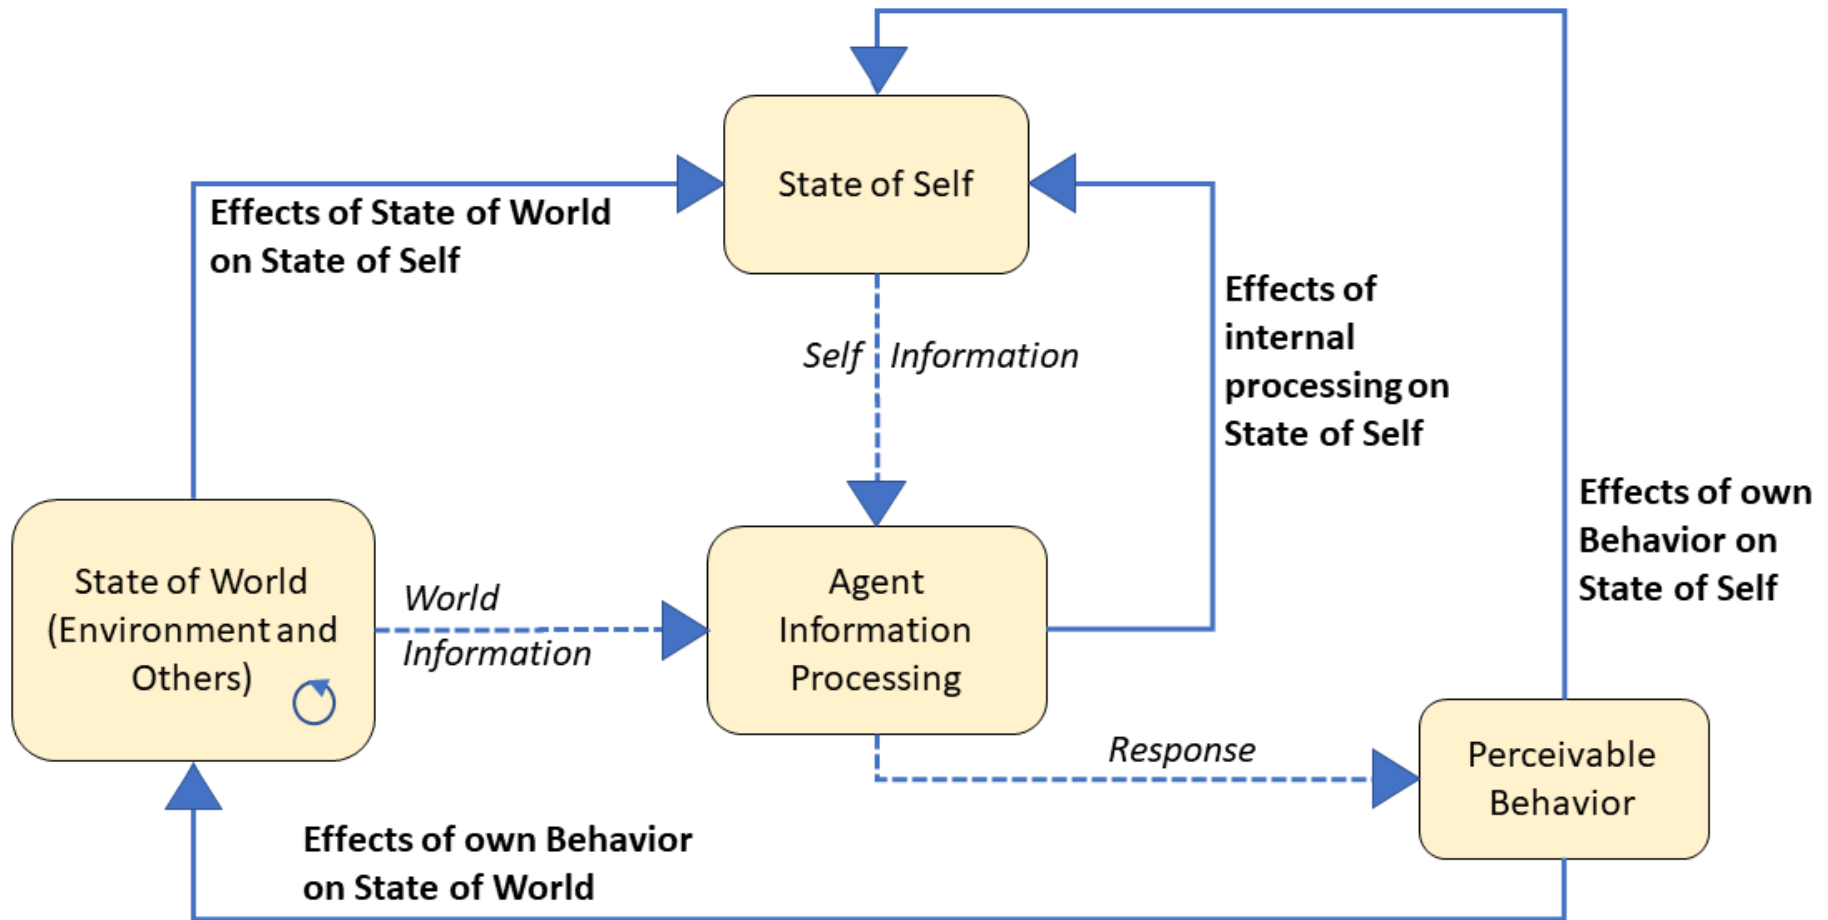 State of Self
Effects of State of World
on State of Self
Effects of
internal
processing on
State of Self
Self Information
Effects of own
Behavior on
State of Self
State of World
(Environment and
Others)
World
Information
Agent
Information
Processing
Response
Perceivable
Behavior
Effects of own Behavior
on State of World